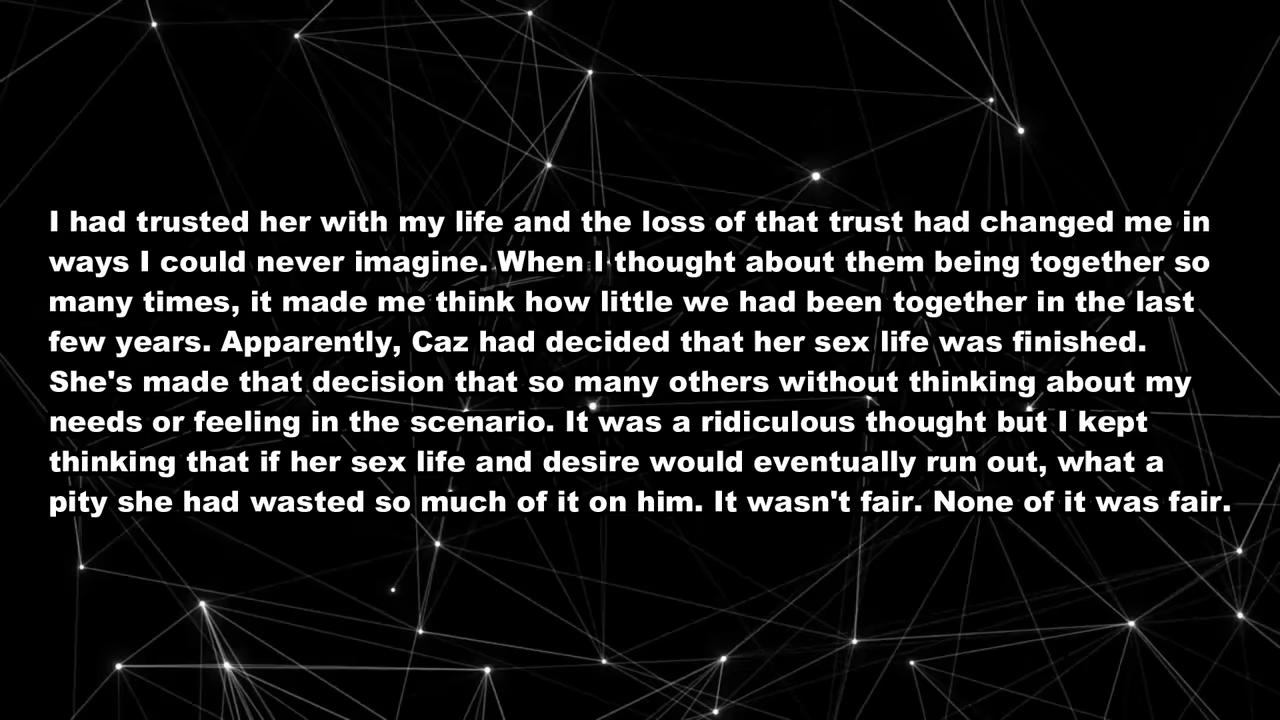 I had trusted her with my life and the loss of that trust had changed me in
ways I could never imagine. When I thought about them being together so
many times, it made me think how little we had been together in the last
few years. Apparently, Caz had decided that her sex life was finished.
She's made that decision that so many others without thinking about my
needs or feeling in the scenario. It was a ridiculous thought but I kept
thinking that if her sex life and desire would eventually run out, what a
pity she had wasted so much of it on him. It wasn't fair. None of it was fair.